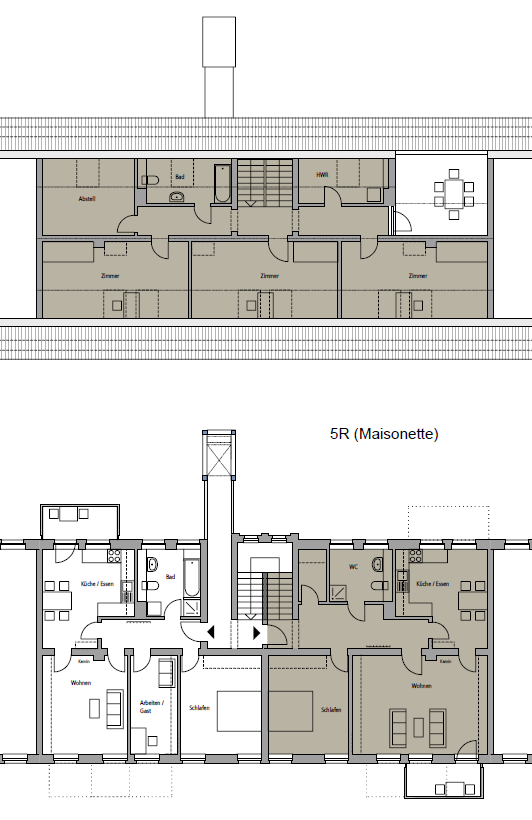 Bad
HWR
Abstell
Zimmer
Zimmer
Zimmer
5R (Maisonette)
WC
Küche / Essen
Bad
Küche / Essen
Kamin
Kamin
Wohnen
Wohnen
Arbeiten /
Gast
Schlafen
Schlafen